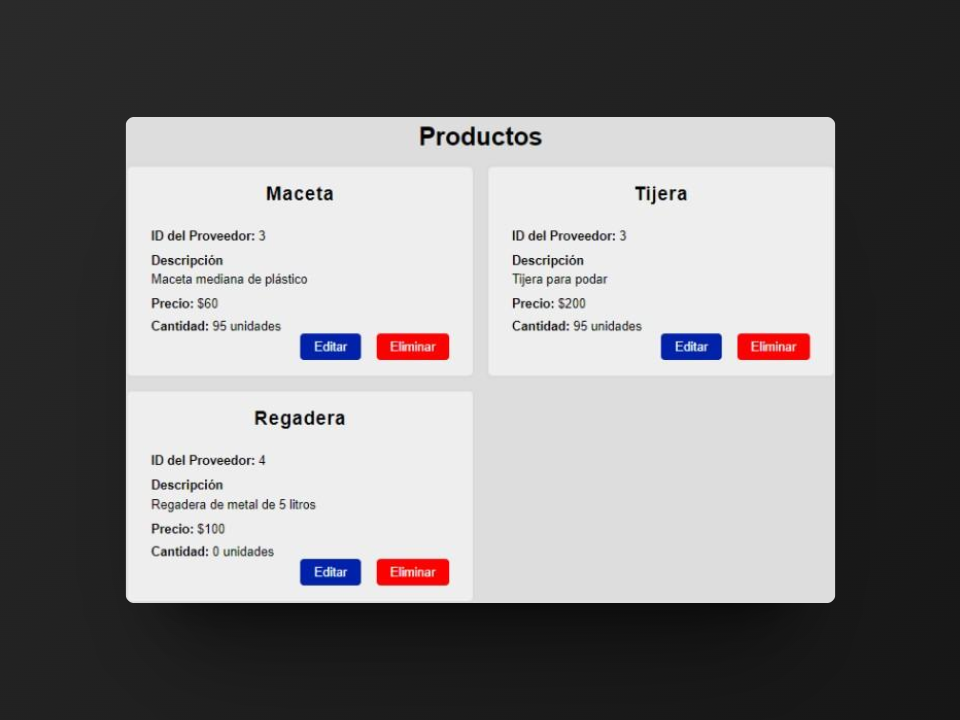 Productos
Maceta
ID del Proveedor: 3
Descripción
Maceta mediana de plástico
Precio: $60
Cantidad: 95 unidades
Editar
Eliminar
Tijera
ID del Proveedor: 3
Descripción
Tijera para podar
Precio: $200
Cantidad: 95 unidades
Editar
Eliminar
Regadera
ID del Proveedor: 4
Descripción
Regadera de metal de 5 litros
Precio: $100
Cantidad: 0 unidades
Editar
Eliminar